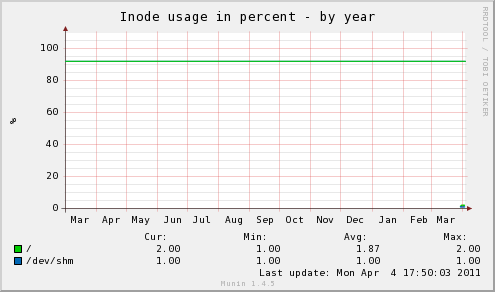 Inode usage in percent - by year
RRDTOOL / TOBI OETIKER
%
100
80
60
40
20
0
Mar Apr May Jun Jul Aug Sep Oct Nov Dec Jan Feb Mar
Cur: Min: Avg: Max:
/ 2.00 1.00 1.87 2.00
/dev/shm 1.00 1.00 1.00 1.00
Last update: Mon Apr 4 17:50:03 2011
Munin 1.4.5